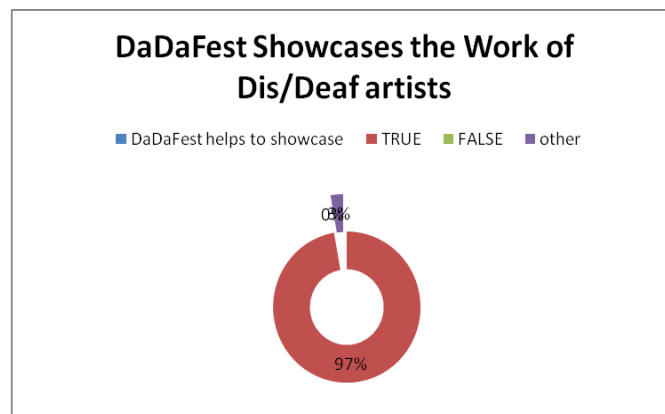 DaDaFest Showcases the Work of
Dis/Deaf artists
DaDaFest helps to showcase TRUE FALSE other
97%